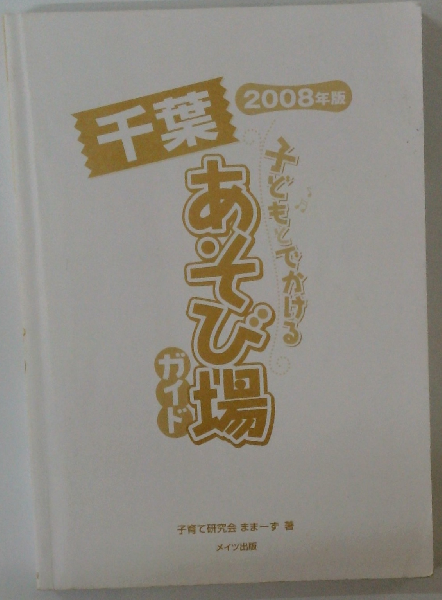 2008年版
千葉
子どもとでかける
あそび場
ガイド
子育て研究会 ままーず 著
メイツ出版